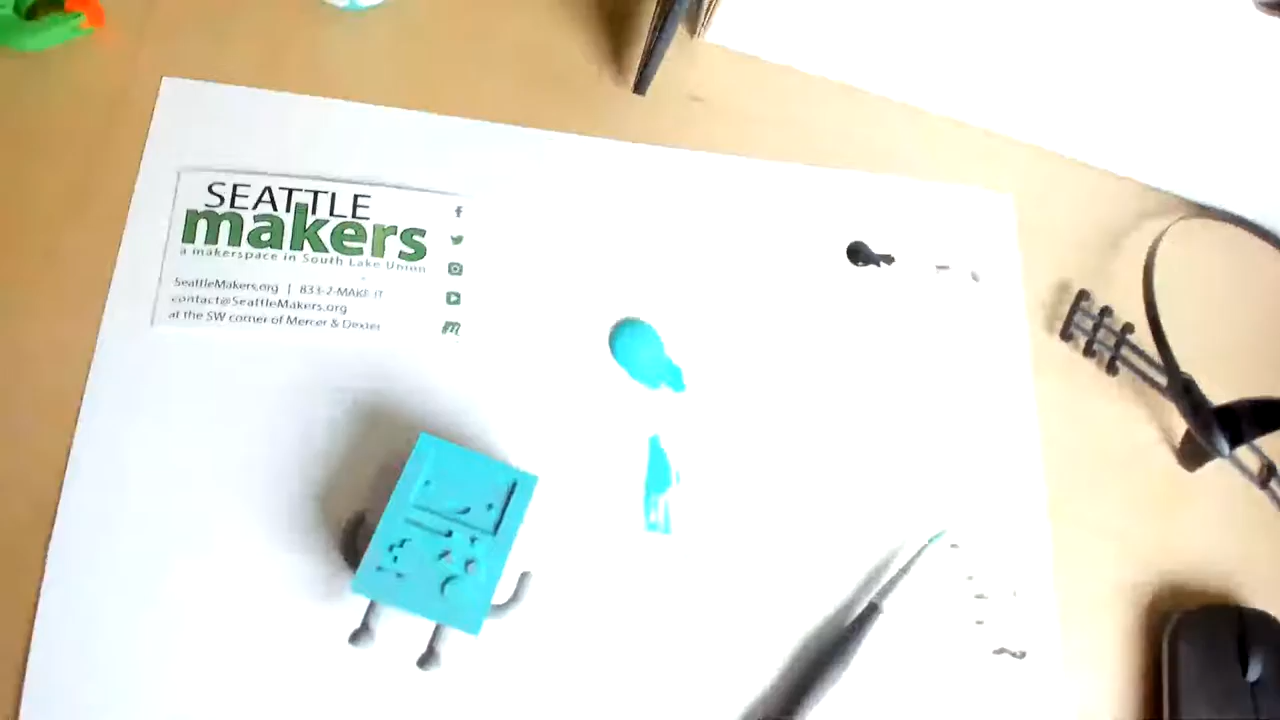 SEATTLE
makers
a makerspace in South Lake Union
SeattleMakers.org | 833-2-MAKE IT
contact@SeattleMakers.org
at the SW corner of Mercer & Dexter